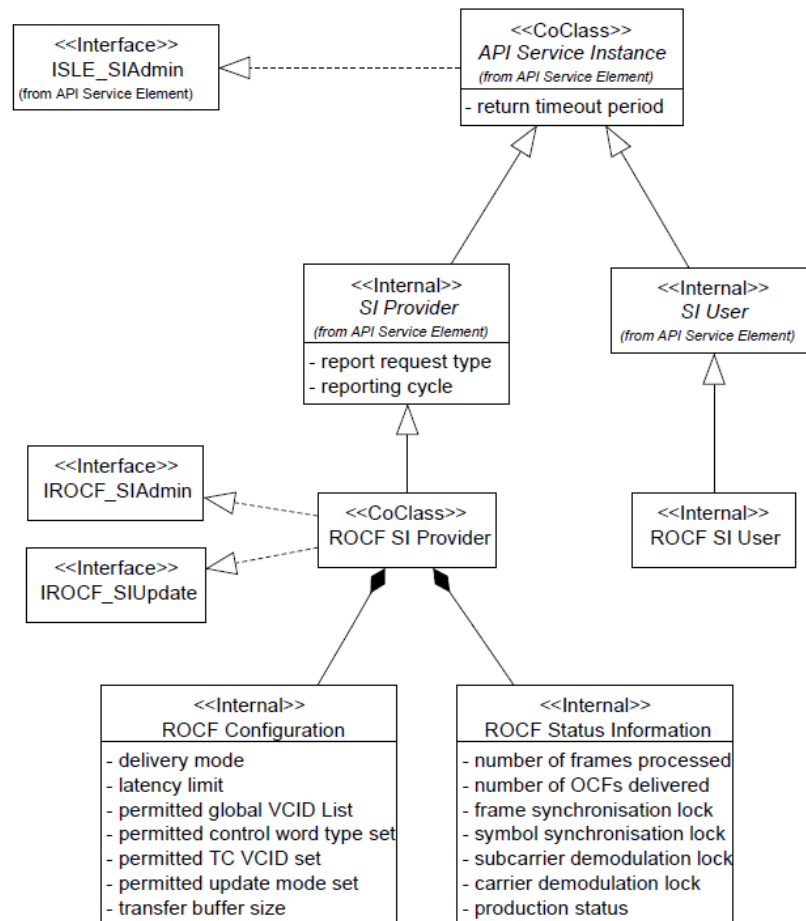 <<Interface>>
ISLE_SIAdmin
(from API Service Element)
<<CoClass>>
API Service Instance
(from API Service Element)
- return timeout period
<<Internal>>
SI Provider
(from API Service Element)
- report request type
- reporting cycle
<<Internal>>
SI User
(from API Service Element)
<<Interface>>
IROCF_SIAdmin
<<Interface>>
IROCF_SIUpdate
<<CoClass>>
ROCF SI Provider
<<Internal>>
ROCF SI User
<<Internal>>
ROCF Configuration
- delivery mode
- latency limit
- permitted global VCID List
- permitted control word type set
- permitted TC VCID set
- permitted update mode set
- transfer buffer size
<<Internal>>
ROCF Status Information
- number of frames processed
- number of OCFs delivered
- frame synchronisation lock
- symbol synchronisation lock
- subcarrier demodulation lock
- carrier demodulation lock
- production status